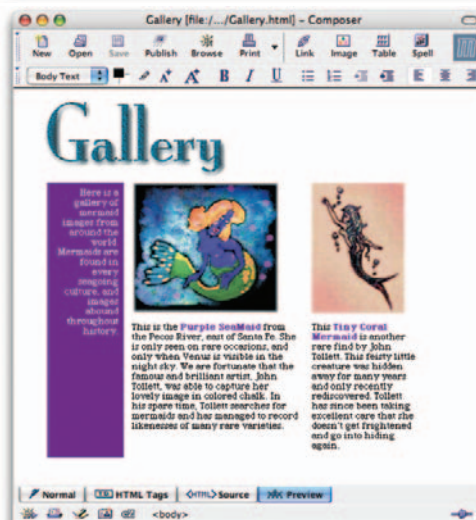 Gallery [file:/.../Gallery.html] – Composer
New Open Save Publish Browse Print Link Image Table Spell
Body Text B I U
Gallery
Here is a
gallery of
mermaid
images from
around the
world.
Mermaids are
found in
every
seagoing
culture, and
images
abound
throughout
history.
This is the Purple SeaMaid from
the Pecos River, east of Santa Fe. She
is only seen on rare occasions, and
only when Venus is visible in the
night sky. We are fortunate that the
famous and brilliant artist, John
Tollett, was able to capture her
lovely image in colored chalk. In
his spare time, Tollett searches for
mermaids and has managed to record
likenesses of many rare varieties.
This Tiny Coral
Mermaid is another
rare find by John
Tollett. This feisty little
creature was hidden
away for many years
and only recently
rediscovered. Tollett
has since been taking
excellent care that she
doesn't get frightened
and go into hiding
again.
Normal HTML Tags <HTML> Source Preview
<body>